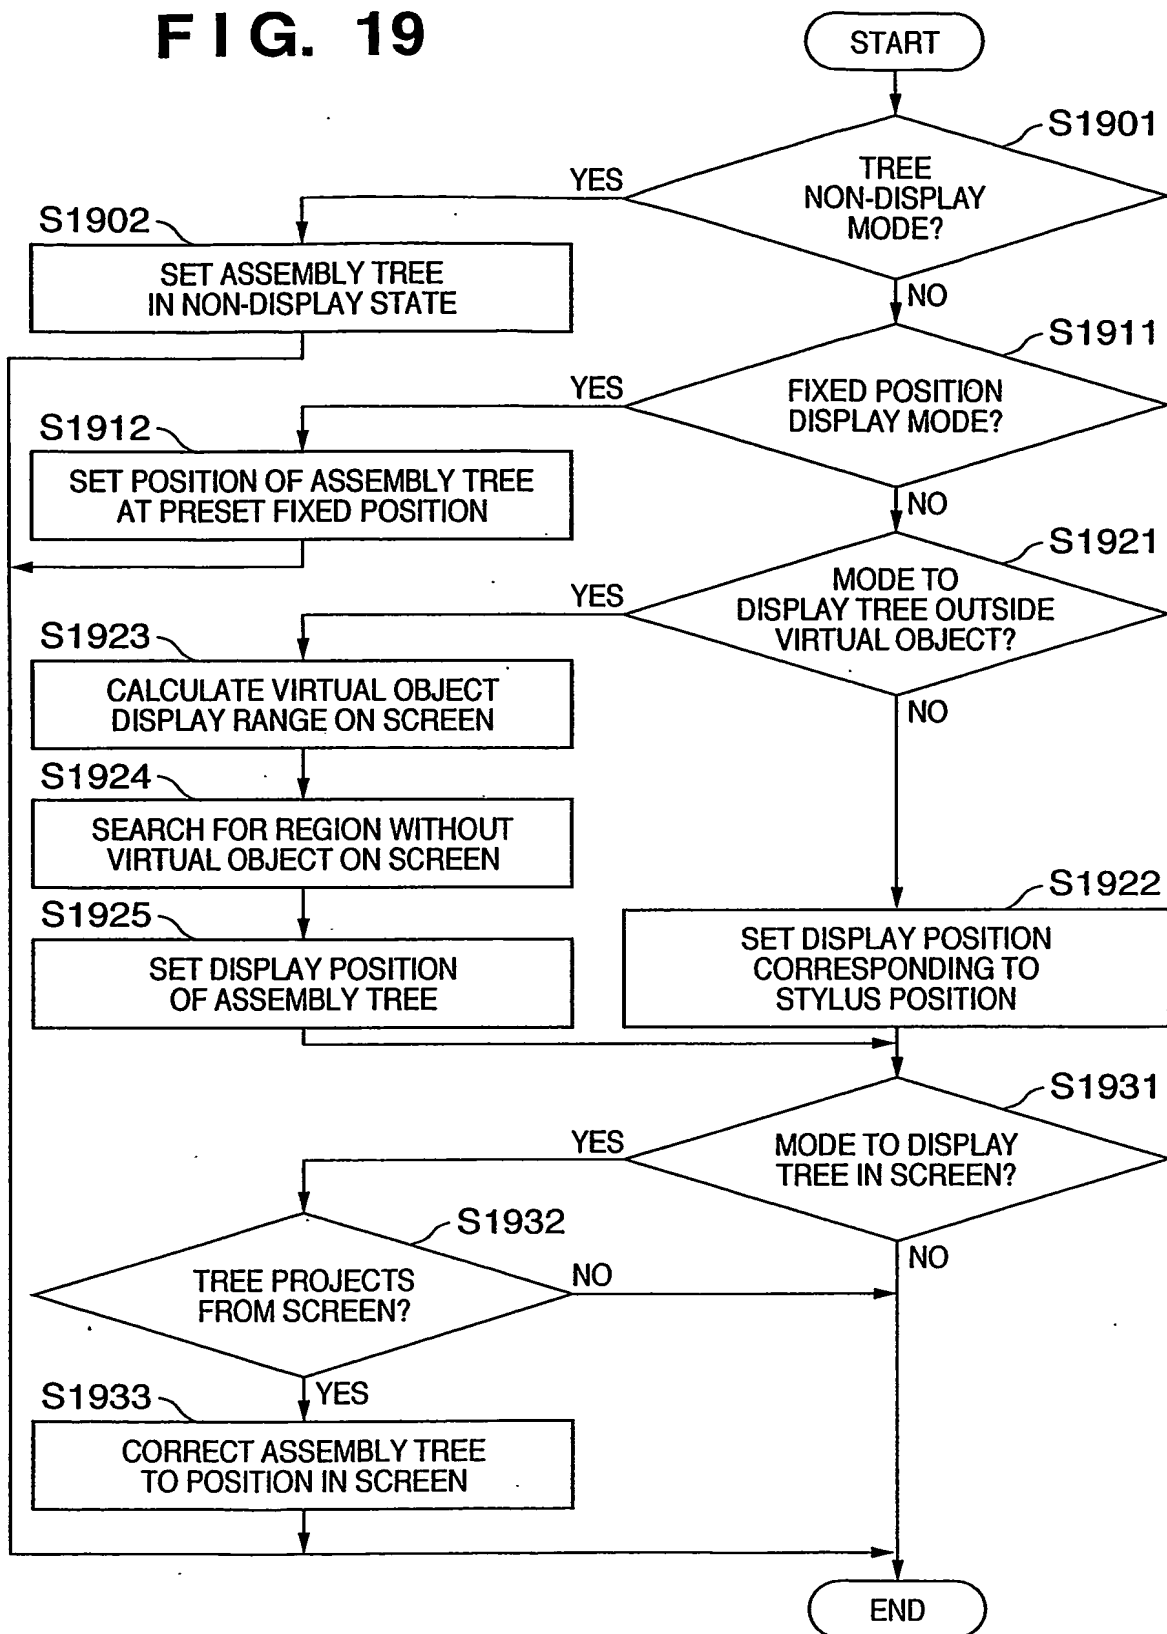 FIG. 19
START
S1901
TREE
NON-DISPLAY
MODE?
YES
NO
S1902
SET ASSEMBLY TREE
IN NON-DISPLAY STATE
S1911
FIXED POSITION
DISPLAY MODE?
YES
NO
S1912
SET POSITION OF ASSEMBLY TREE
AT PRESET FIXED POSITION
S1921
MODE TO
DISPLAY TREE OUTSIDE
VIRTUAL OBJECT?
YES
NO
S1923
CALCULATE VIRTUAL OBJECT
DISPLAY RANGE ON SCREEN
S1924
SEARCH FOR REGION WITHOUT
VIRTUAL OBJECT ON SCREEN
S1925
SET DISPLAY POSITION
OF ASSEMBLY TREE
S1922
SET DISPLAY POSITION
CORRESPONDING TO
STYLUS POSITION
S1931
MODE TO DISPLAY
TREE IN SCREEN?
YES
NO
S1932
TREE PROJECTS
FROM SCREEN?
NO
YES
S1933
CORRECT ASSEMBLY TREE
TO POSITION IN SCREEN
END